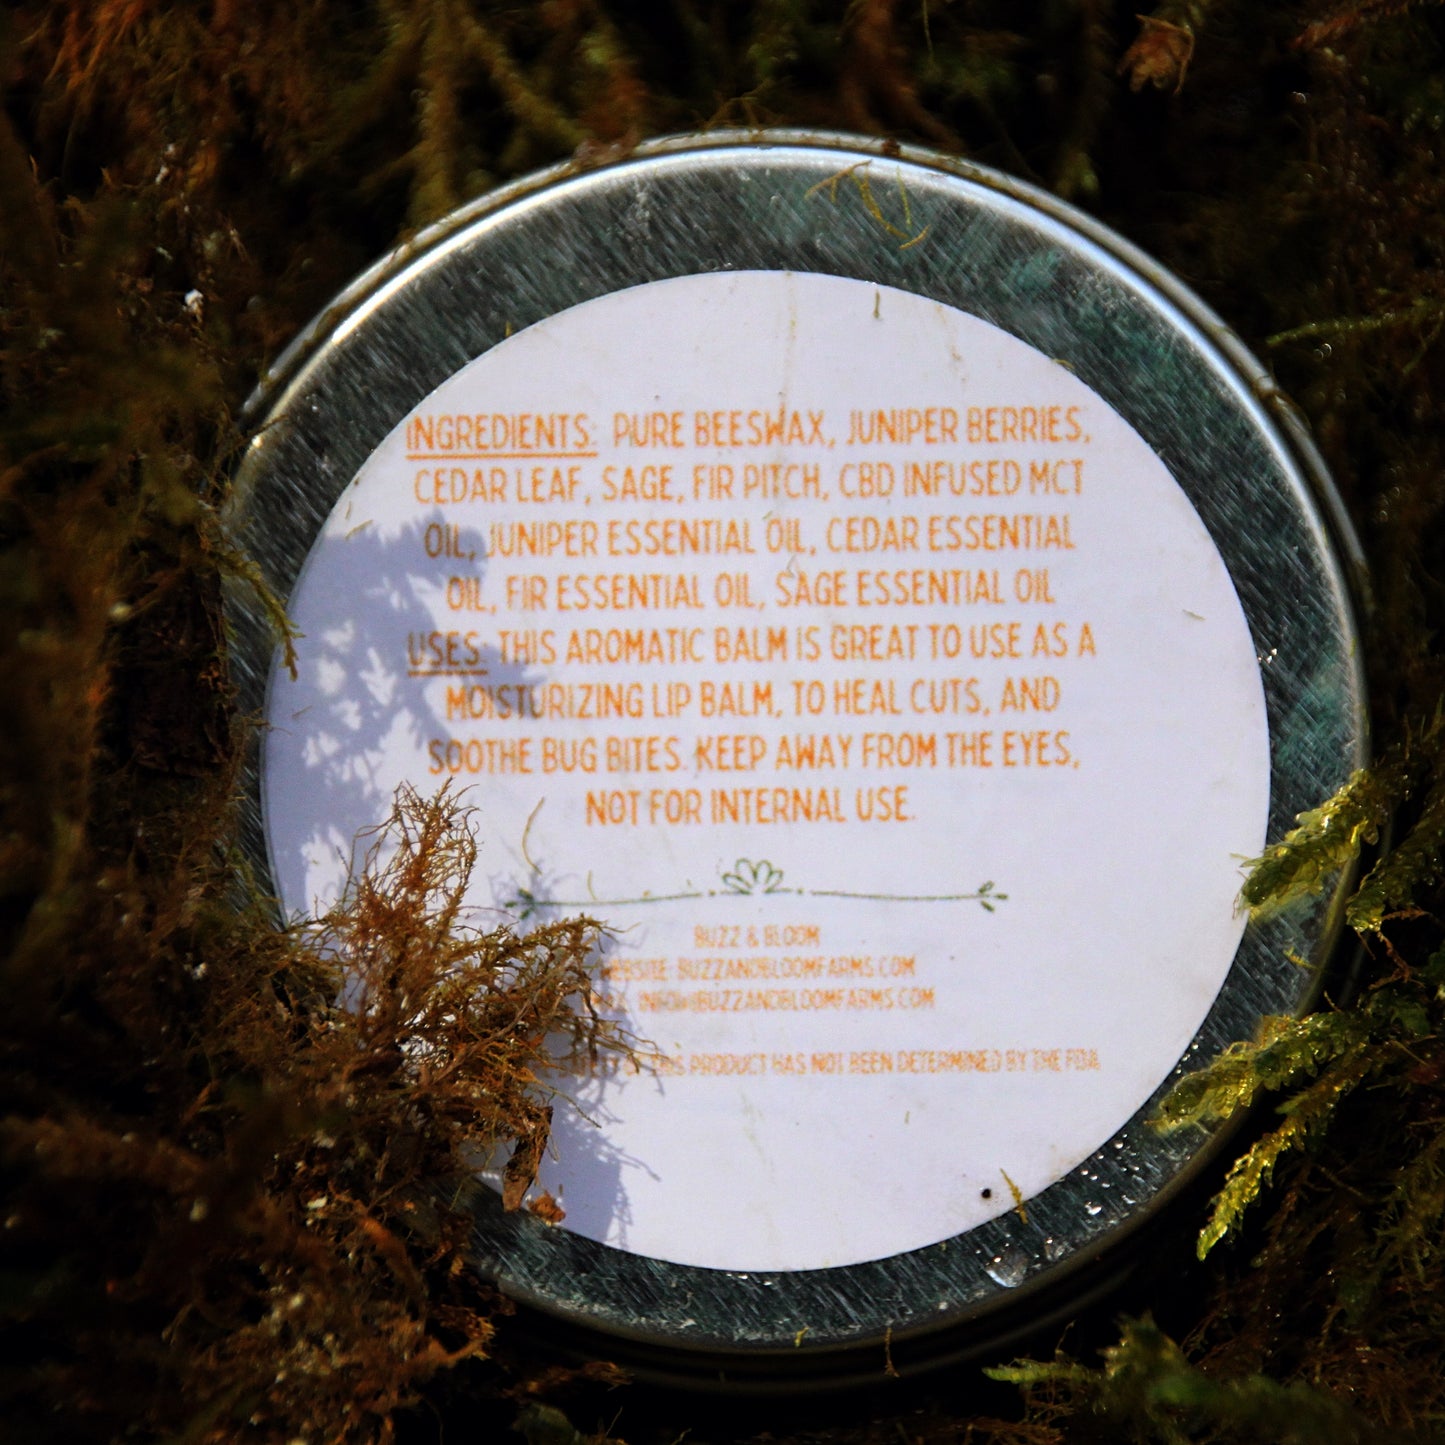 INGREDIENTS: PURE BEESWAX, JUNIPER BERRIES,
CEDAR LEAF, SAGE, FIR PITCH, CBD INFUSED MCT
OIL, JUNIPER ESSENTIAL OIL, CEDAR ESSENTIAL
OIL, FIR ESSENTIAL OIL, SAGE ESSENTIAL OIL
USES: THIS AROMATIC BALM IS GREAT TO USE AS A
MOISTURIZING LIP BALM, TO HEAL CUTS, AND
SOOTHE BUG BITES. KEEP AWAY FROM THE EYES,
NOT FOR INTERNAL USE.
BUZZ & BLOOM
WEBSITE: BUZZANDBLOOMFARMS.COM
INFO@BUZZANDBLOOMFARMS.COM
OF THIS PRODUCT HAS NOT BEEN DETERMINED BY THE FDA.